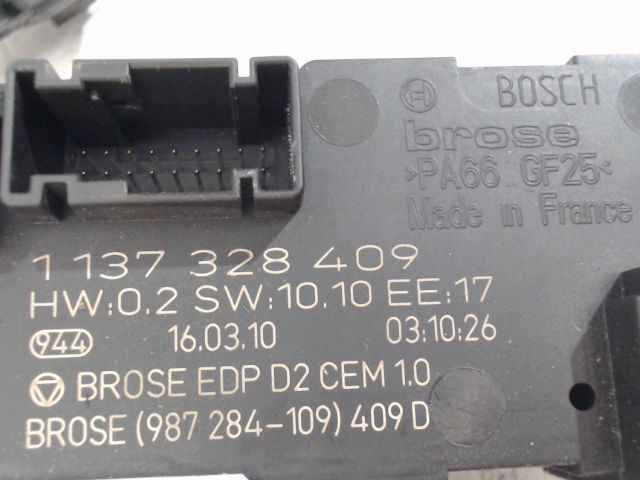 BOSCH
brose
>PA66 GF25<
Made in France
1 137 328 409
HW:0.2 SW:10.10 EE:17
944 16.03.10 03:10:26
BROSE EDP D2 CEM 1.0
BROSE (987 284-109) 409 D